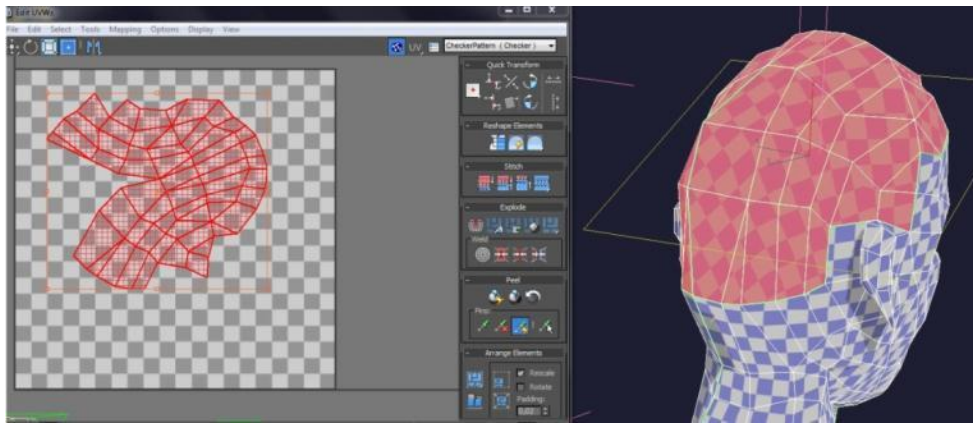 Edit UVWs
File Edit Select Tools Mapping Options Display View
UV
CheckerPattern ( Checker )
Quick Transform
Reshape Elements
Stitch
Explode
Weld
Peel
Pins:
Arrange Elements
Rescale
Rotate
Padding: